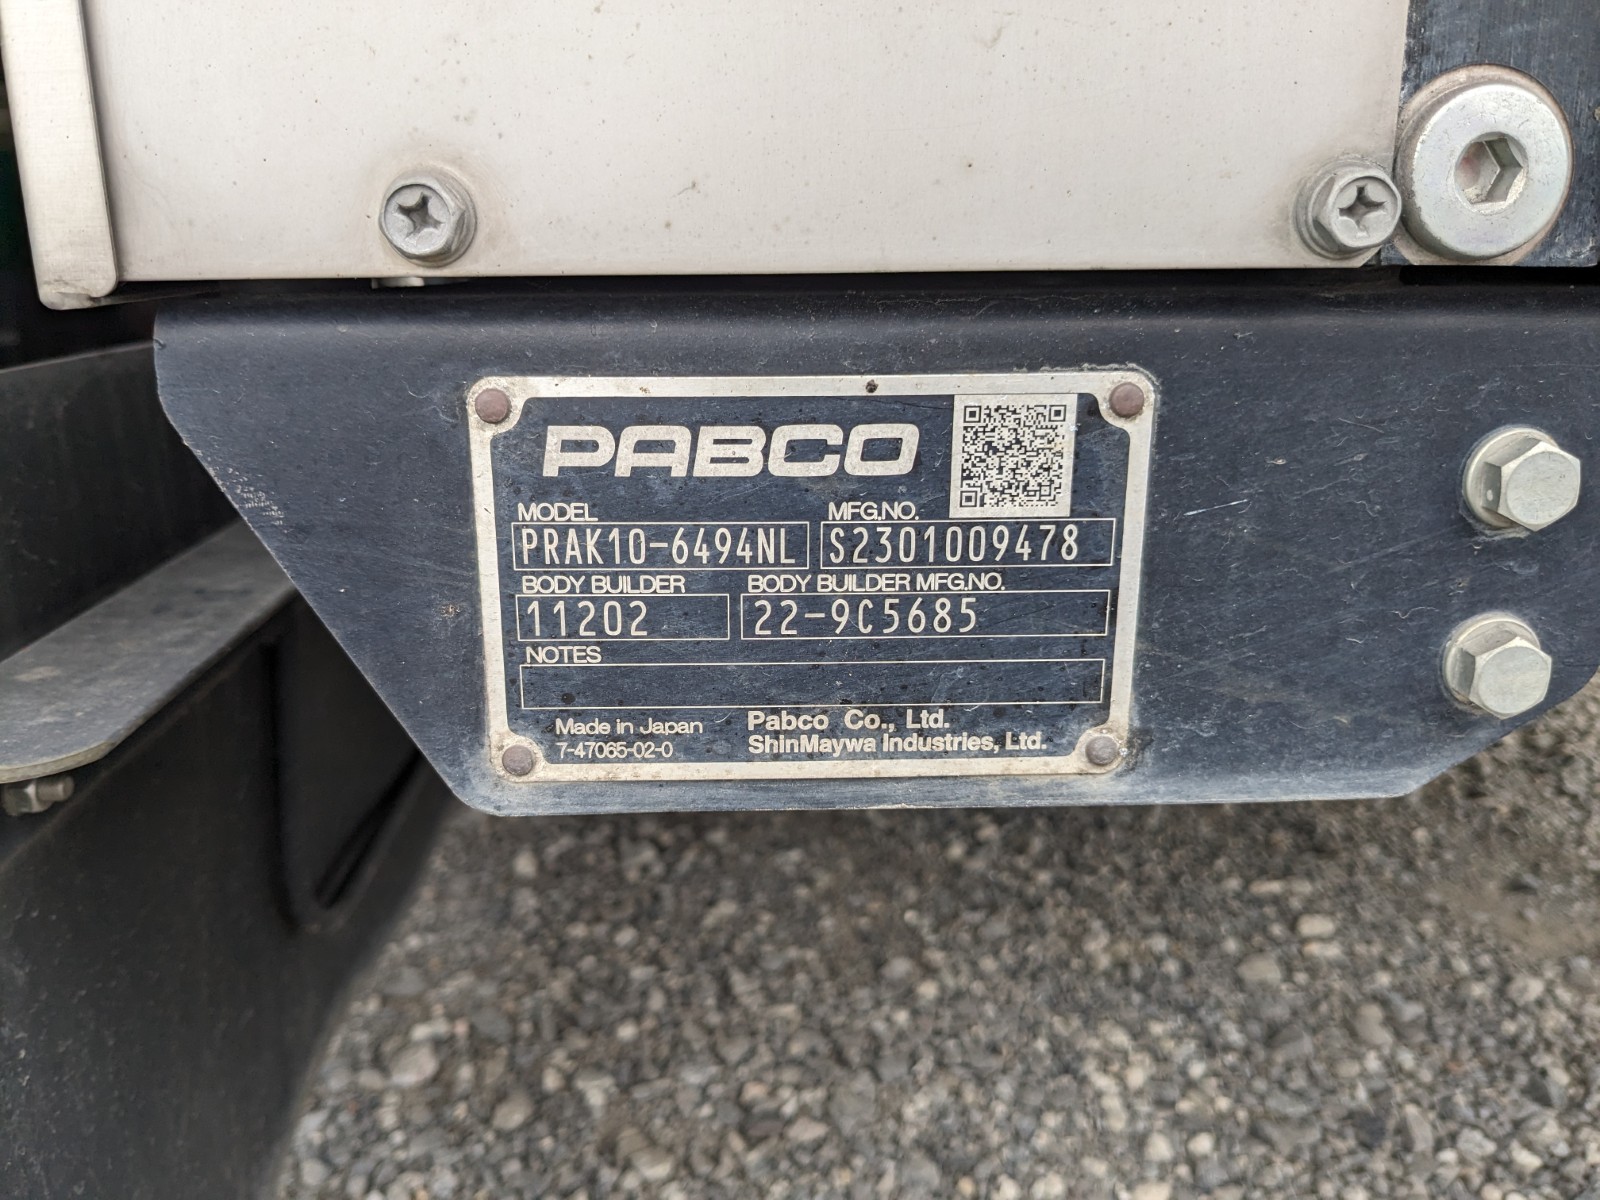 PABCO
MODEL MFG.NO.
PRAK10-6494NL S2301009478
BODY BUILDER BODY BUILDER MFG.NO.
11202 22-9C5685
NOTES
Made in Japan Pabco Co., Ltd.
7-47065-02-0 ShinMaywa Industries, Ltd.